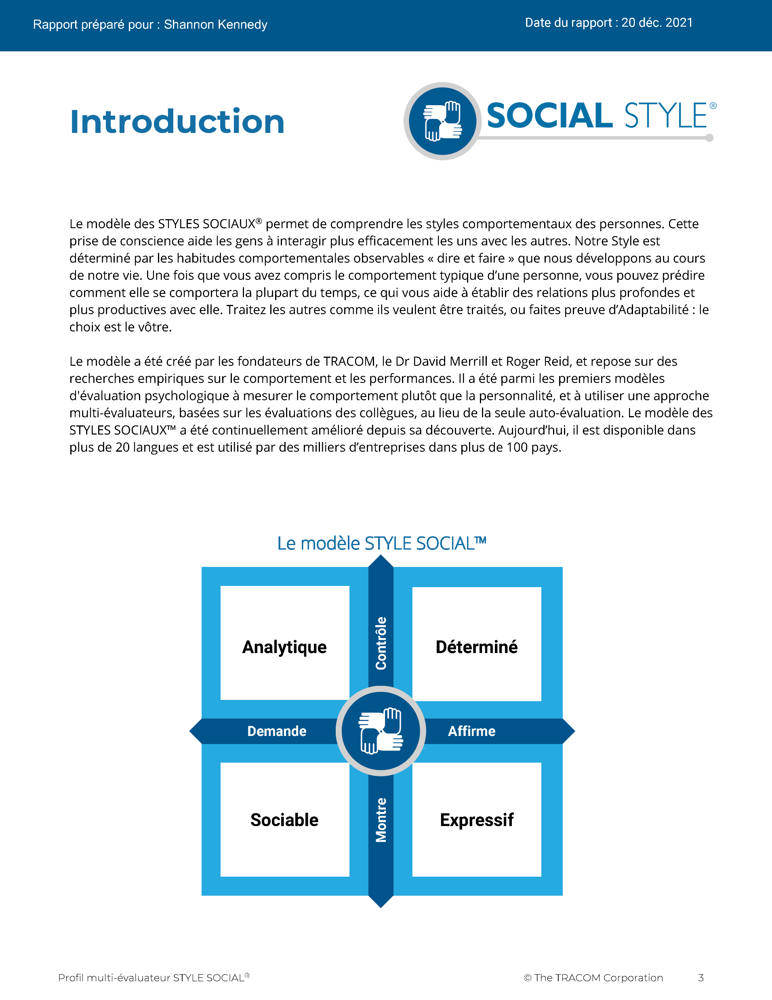 Rapport préparé pour : Shannon Kennedy
Date du rapport : 20 déc. 2021
Introduction
SOCIAL STYLE®
Le modèle des STYLES SOCIAUX® permet de comprendre les styles comportementaux des personnes. Cette
prise de conscience aide les gens à interagir plus efficacement les uns avec les autres. Notre Style est
déterminé par les habitudes comportementales observables « dire et faire » que nous développons au cours
de notre vie. Une fois que vous avez compris le comportement typique d’une personne, vous pouvez prédire
comment elle se comportera la plupart du temps, ce qui vous aide à établir des relations plus profondes et
plus productives avec elle. Traitez les autres comme ils veulent être traités, ou faites preuve d’Adaptabilité : le
choix est le vôtre.
Le modèle a été créé par les fondateurs de TRACOM, le Dr David Merrill et Roger Reid, et repose sur des
recherches empiriques sur le comportement et les performances. Il a été parmi les premiers modèles
d'évaluation psychologique à mesurer le comportement plutôt que la personnalité, et à utiliser une approche
multi-évaluateurs, basées sur les évaluations des collègues, au lieu de la seule auto-évaluation. Le modèle des
STYLES SOCIAUX™ a été continuellement amélioré depuis sa découverte. Aujourd’hui, il est disponible dans
plus de 20 langues et est utilisé par des milliers d’entreprises dans plus de 100 pays.
Le modèle STYLE SOCIAL™
Contrôle
Analytique
Déterminé
Demande
Affirme
Sociable
Montre
Expressif
Profil multi-évaluateur STYLE SOCIAL®
© The TRACOM Corporation
3